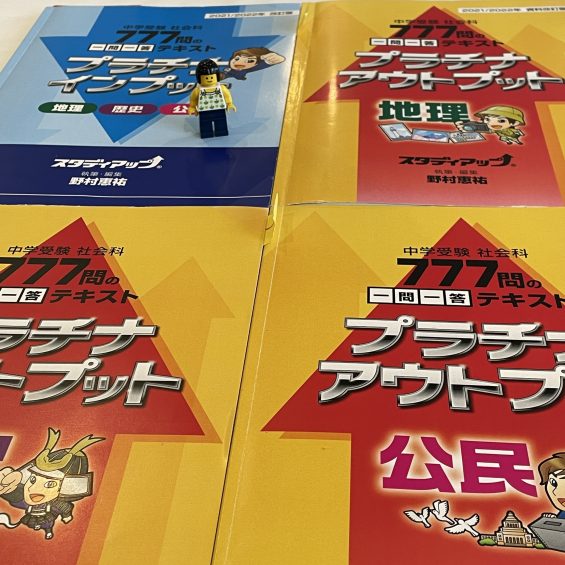 2021/2022年 改訂版
中学受験 社会科
777問の
一問一答 テキスト
プラチナ
インプッ
地理 歴史 公
スタディアップ®
執筆・編集
野村恵祐
2021/2022年 資料改訂版
中学受験 社会科
777問の
一問一答 テキスト
プラチナ
アウトプット
地理
スタディアップ®
執筆・編集
野村恵祐
中学受験 社会科
777問の
一問一答 テキスト
ラチナ
トプット
中学受験 社会科
777問の
一問一答 テキスト
プラチナ
アウトプ
公民